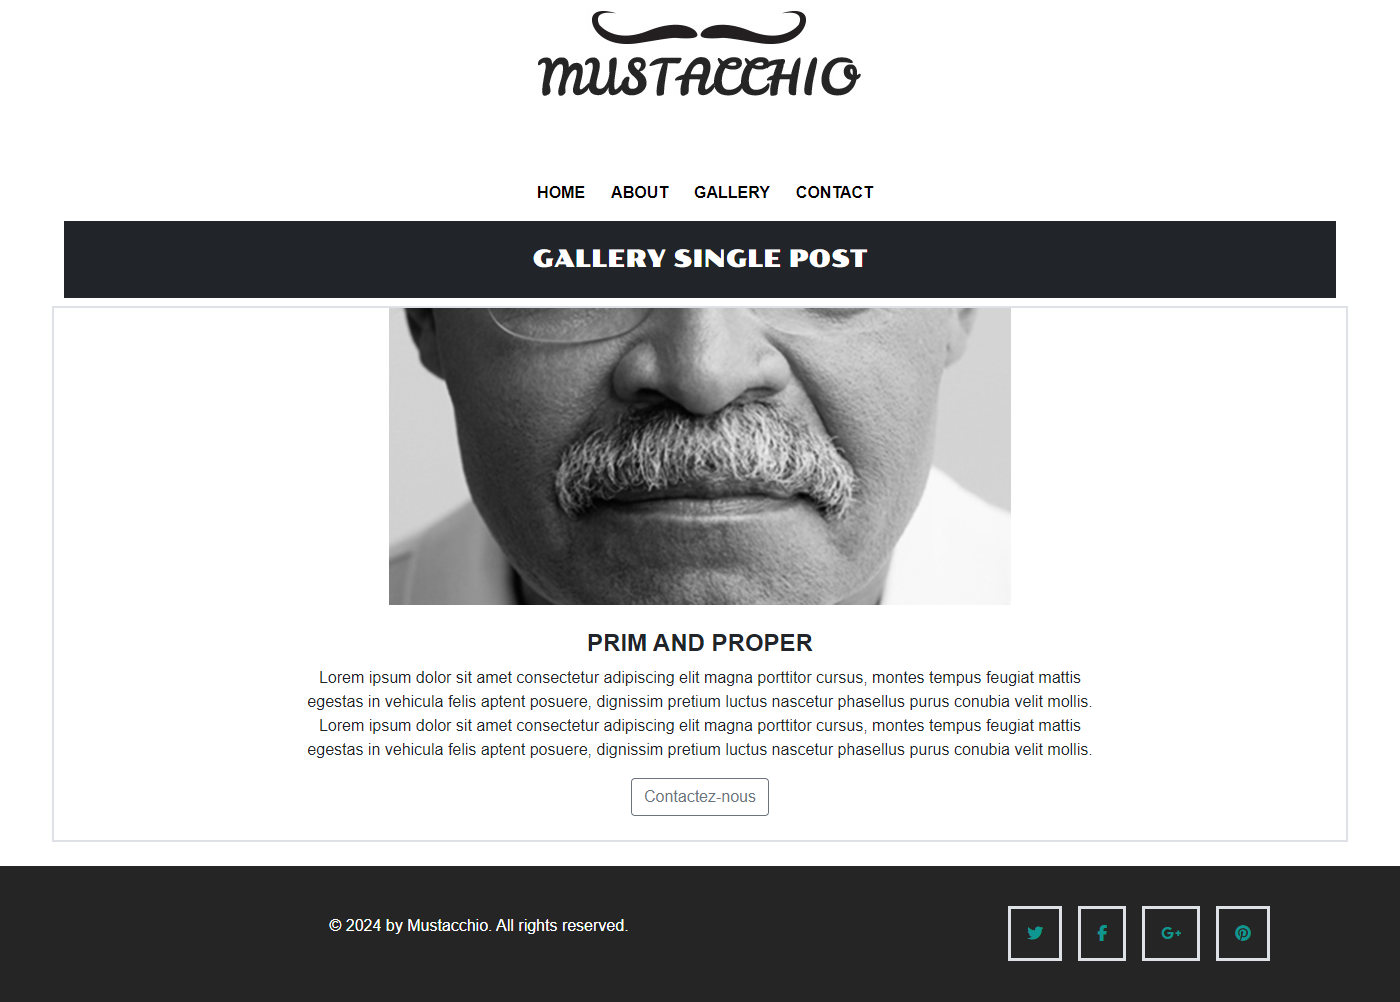 MUSTACCHIO
HOME ABOUT GALLERY CONTACT
GALLERY SINGLE POST
PRIM AND PROPER
Lorem ipsum dolor sit amet consectetur adipiscing elit magna porttitor cursus, montes tempus feugiat mattis
egestas in vehicula felis aptent posuere, dignissim pretium luctus nascetur phasellus purus conubia velit mollis.
Lorem ipsum dolor sit amet consectetur adipiscing elit magna porttitor cursus, montes tempus feugiat mattis
egestas in vehicula felis aptent posuere, dignissim pretium luctus nascetur phasellus purus conubia velit mollis.
Contactez-nous
© 2024 by Mustacchio. All rights reserved.